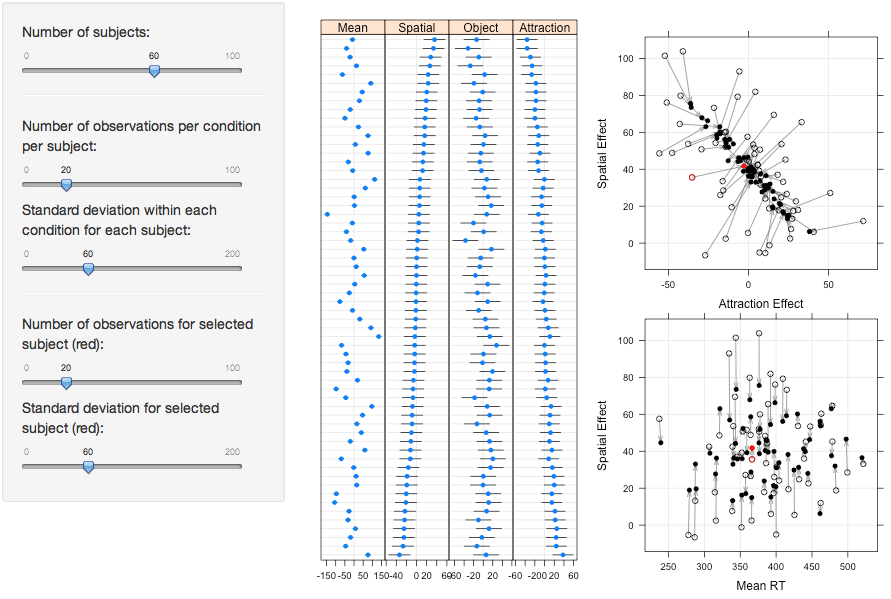 Number of subjects:
0 60 100
Number of observations per condition
per subject:
0 20 100
Standard deviation within each
condition for each subject:
0 60 200
Number of observations for selected
subject (red):
0 20 100
Standard deviation for selected
subject (red):
0 60 200
Mean Spatial Object Attraction
-150 -50 50 150 -40 0 20 60 -60 -20 20 -60 -20 0 20 60
Spatial Effect
100
80
60
40
20
0
-50 0 50
Attraction Effect
Spatial Effect
100
80
60
40
20
0
250 300 350 400 450 500
Mean RT